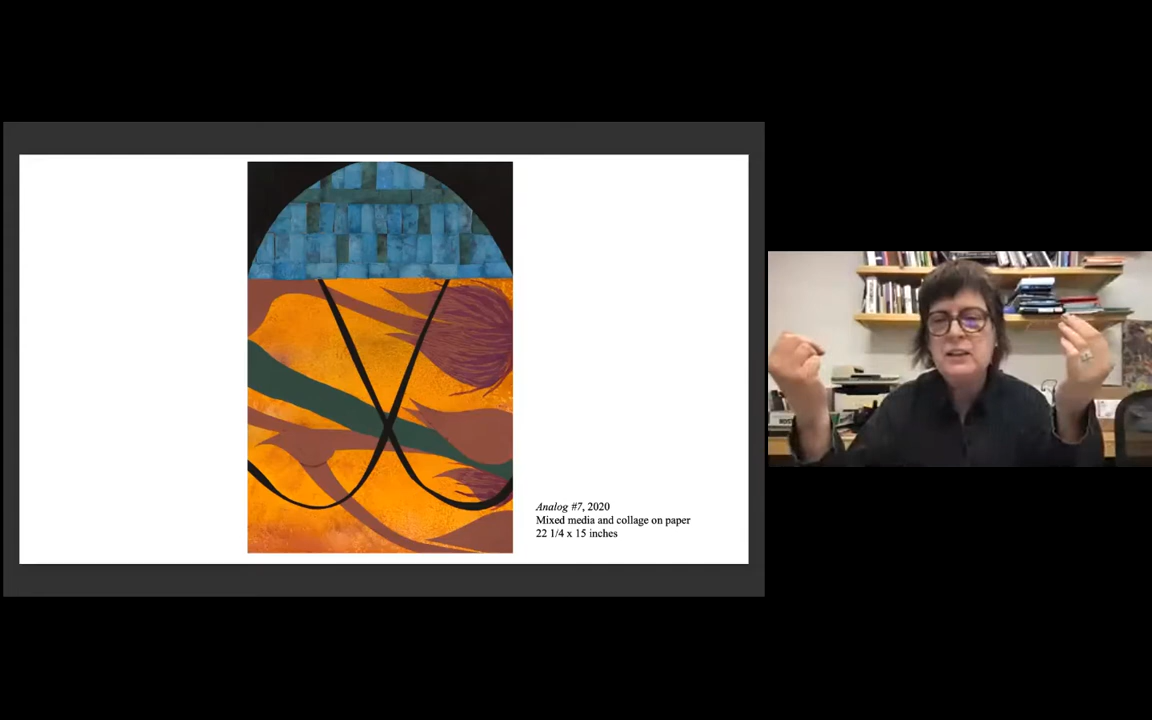 Analog #7, 2020
Mixed media and collage on paper
22 1/4 x 15 inches